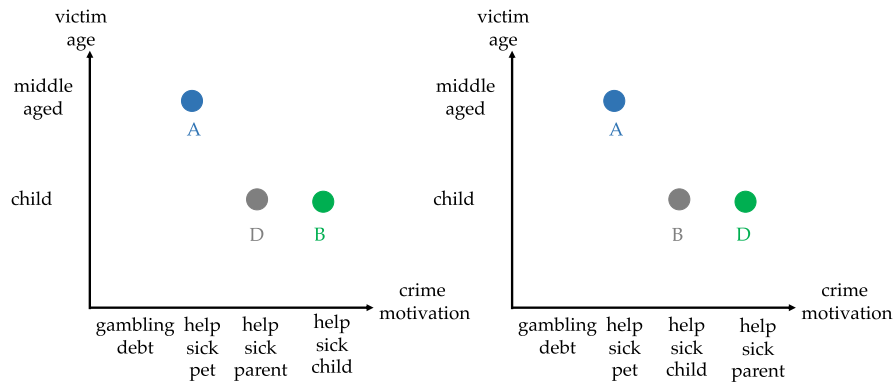 victim
age
middle
aged
A
child
D
B
crime
motivation
gambling
debt
help
sick
pet
help
sick
parent
help
sick
child
victim
age
middle
aged
A
child
B
D
crime
motivation
gambling
debt
help
sick
pet
help
sick
child
help
sick
parent